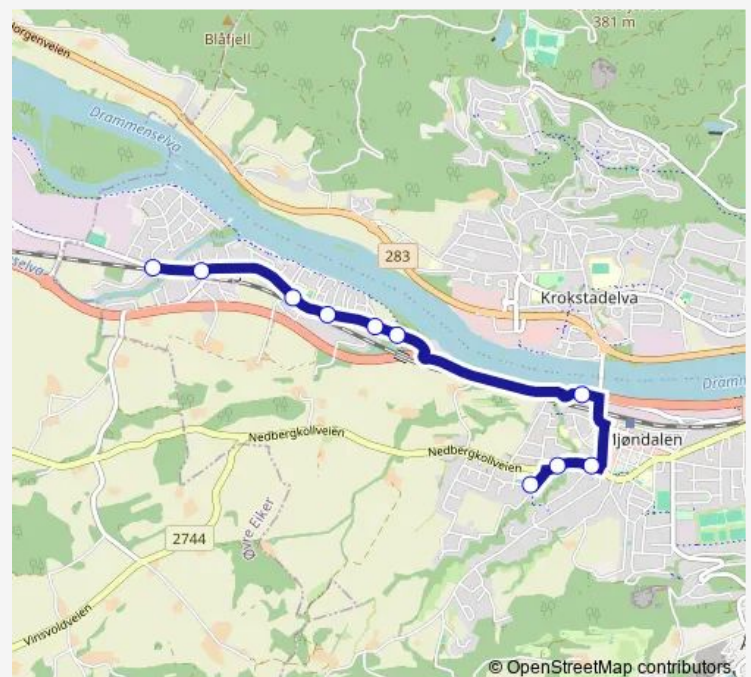 381 m
Blåfjell
Drammenselva
283
Krokstadelva
Ijøndalen
Nedbergkollveien
Nedbergkollveien
Øvre Eiker
2744
Vinsvoldveien
© OpenStreetMap contributors,